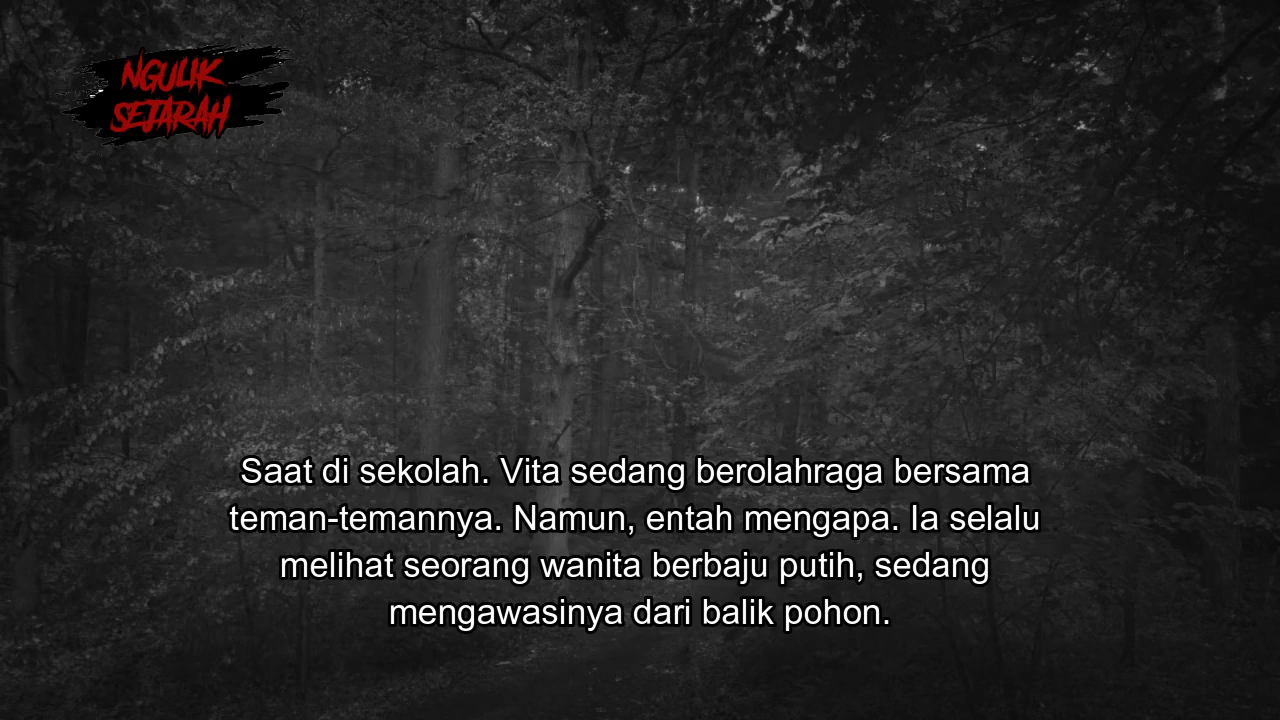 NGULIK
SEJARAH
Saat di sekolah. Vita sedang berolahraga bersama
teman-temannya. Namun, entah mengapa. Ia selalu
melihat seorang wanita berbaju putih, sedang
mengawasinya dari balik pohon.